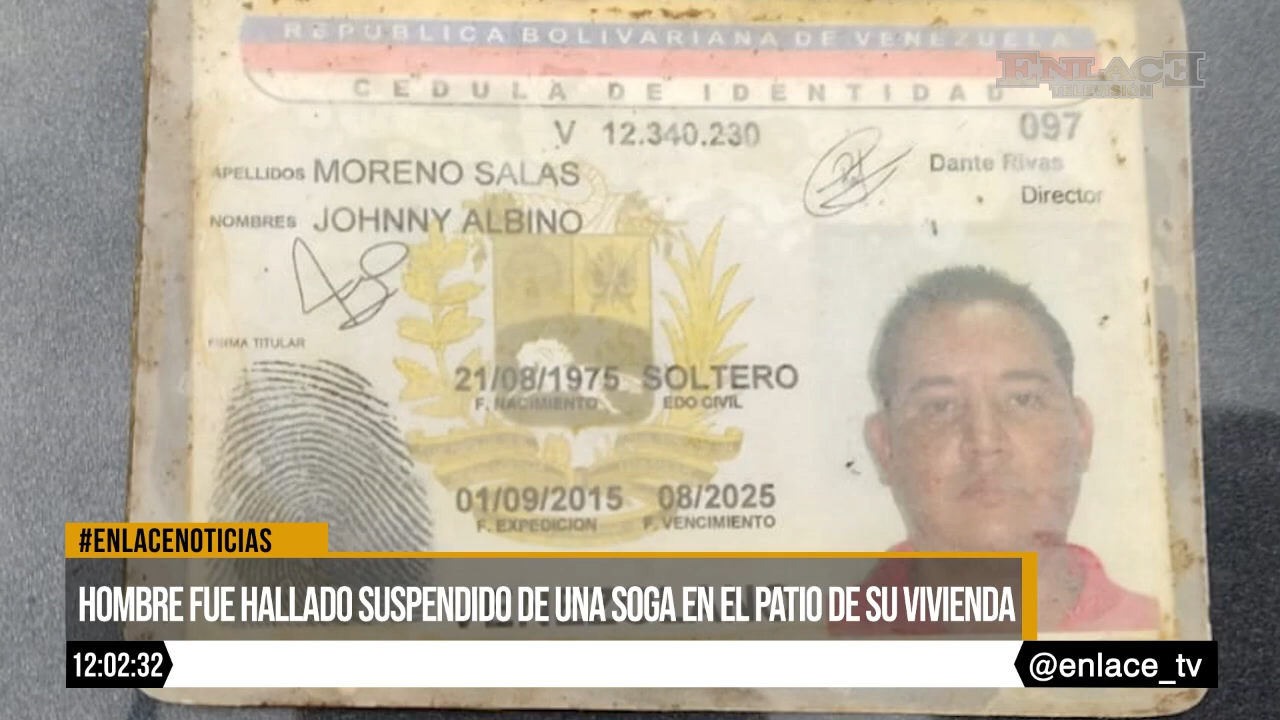 REPUBLICA BOLIVARIANA DE VENEZUELA
ENLACE
TELEVISIÓN
CEDULA DE IDENTIDAD
V 12.340.230
097
Dante Rivas
Director
APELLIDOS MORENO SALAS
NOMBRES JOHNNY ALBINO
FIRMA TITULAR
21/08/1975 SOLTERO
F. NACIMIENTO EDO CIVIL
01/09/2015 08/2025
F. EXPEDICION F. VENCIMIENTO
#ENLACENOTICIAS
HOMBRE FUE HALLADO SUSPENDIDO DE UNA SOGA EN EL PATIO DE SU VIVIENDA
12:02:32
@enlace_tv